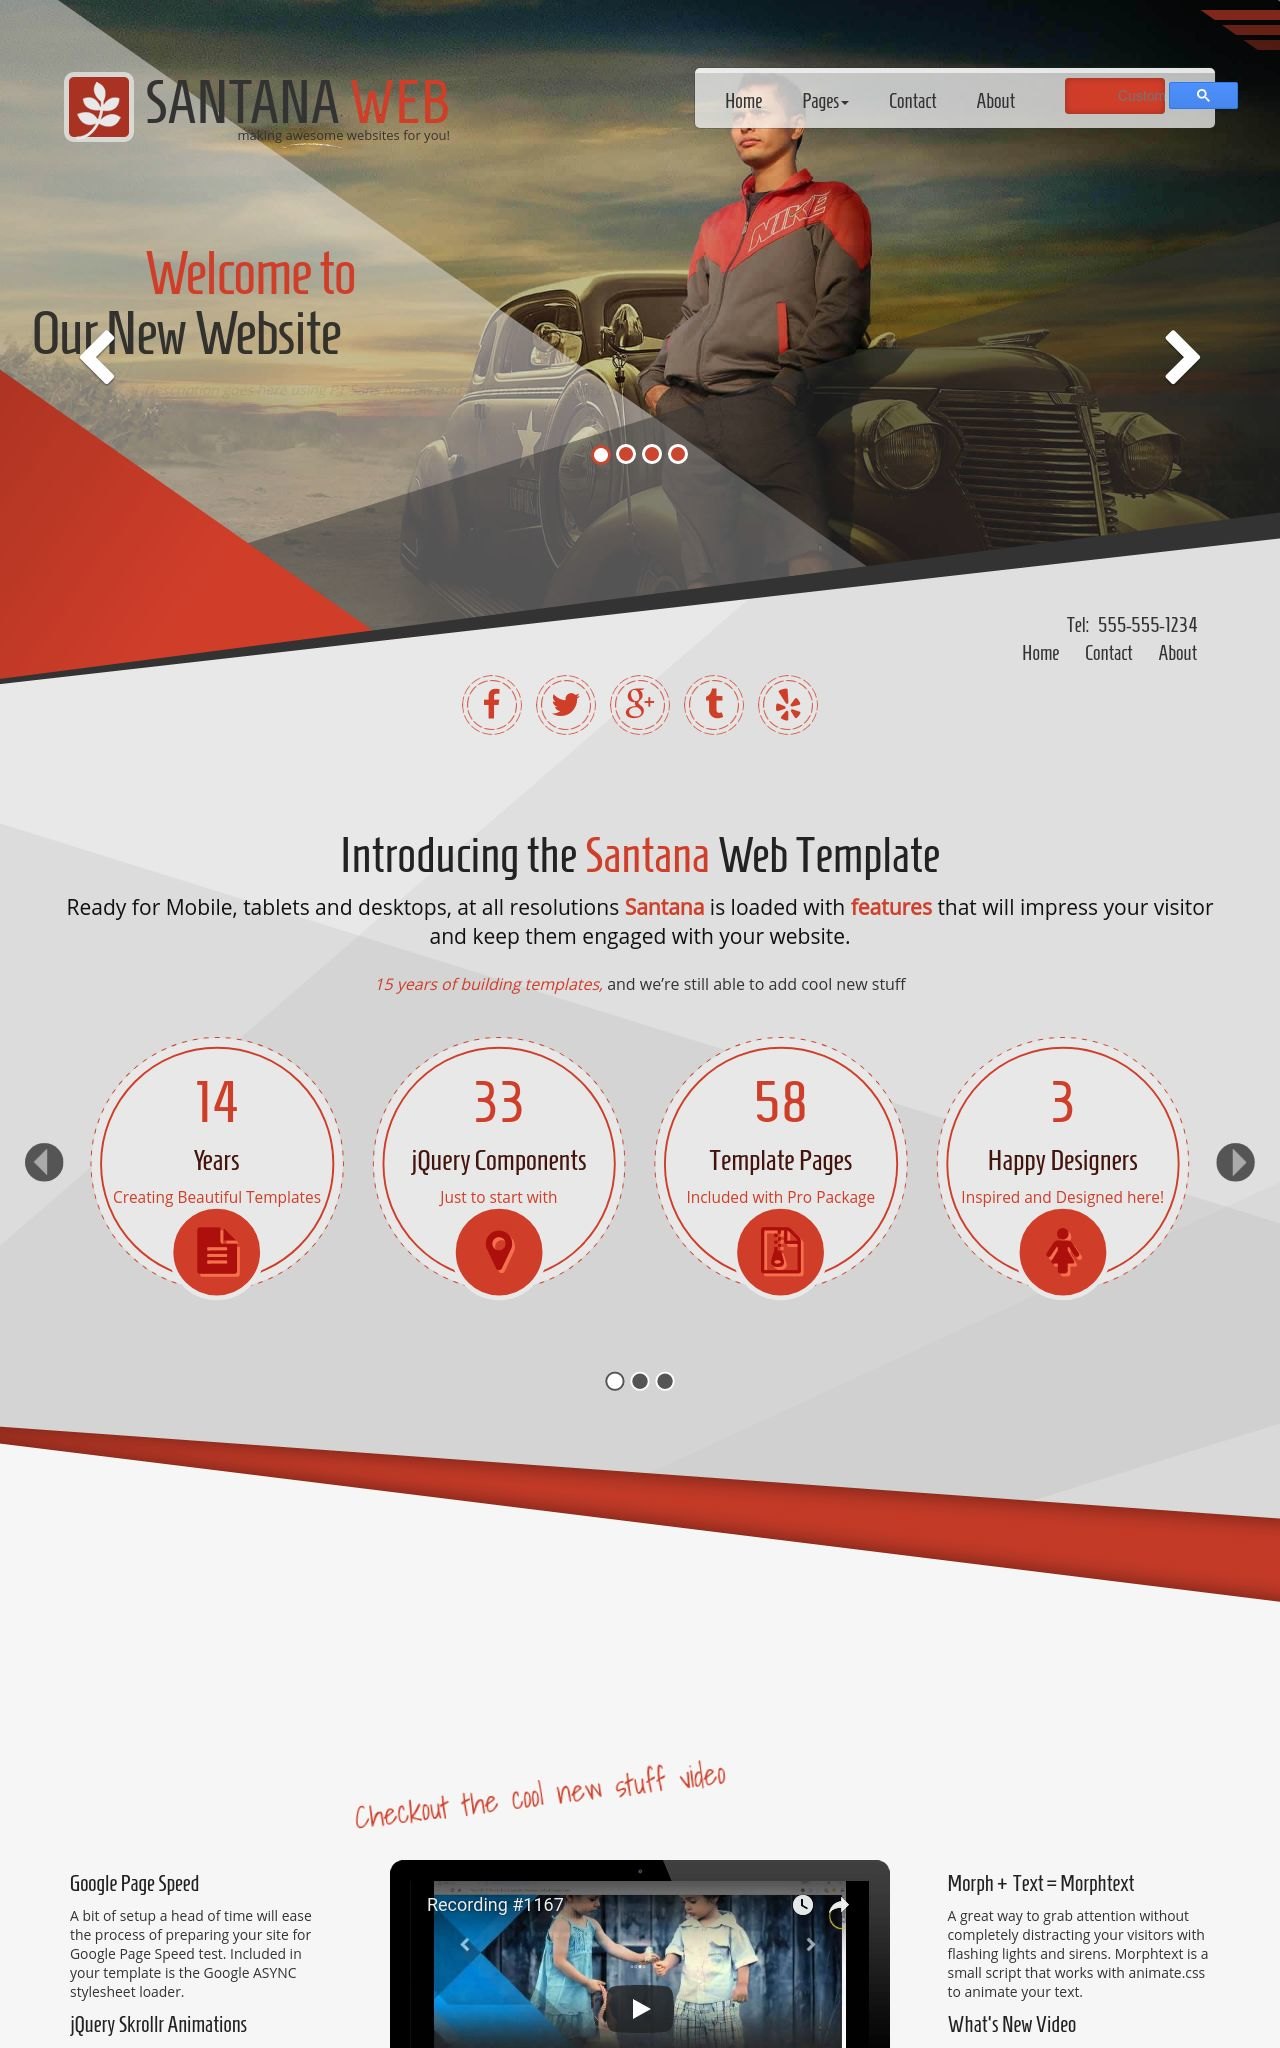 SANTANA WEB
making awesome websites for you!
Home Pages Contact About
Custom
NIKE
Welcome to
Our New Website
Tel: 555-555-1234
Home Contact About
Introducing the Santana Web Template
Ready for Mobile, tablets and desktops, at all resolutions Santana is loaded with features that will impress your visitor
and keep them engaged with your website.
15 years of building templates, and we’re still able to add cool new stuff
14
Years
Creating Beautiful Templates
33
jQuery Components
Just to start with
58
Template Pages
Included with Pro Package
3
Happy Designers
Inspired and Designed here!
Checkout the cool new stuff video
Google Page Speed
A bit of setup a head of time will ease
the process of preparing your site for
Google Page Speed test. Included in
your template is the Google ASYNC
stylesheet loader.
jQuery Skrollr Animations
Recording #1167
Morph + Text = Morphtext
A great way to grab attention without
completely distracting your visitors with
flashing lights and sirens. Morphtext is a
small script that works with animate.css
to animate your text.
What's New Video